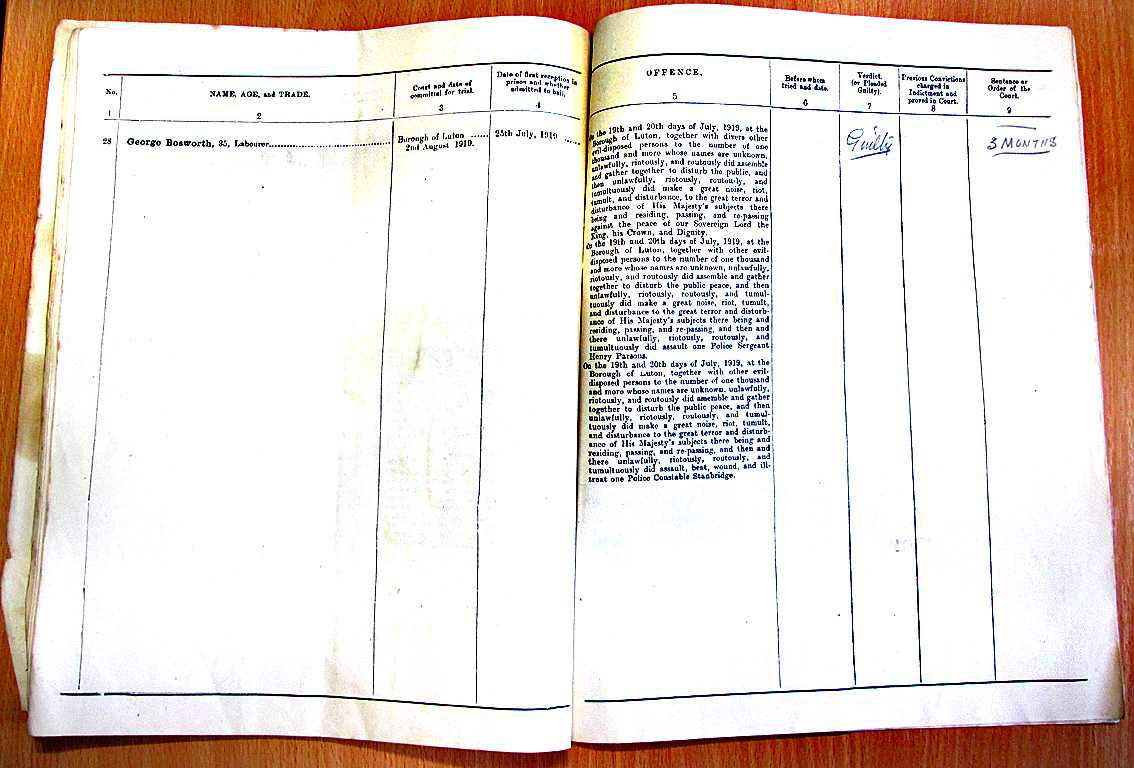 No.
NAME, AGE, and TRADE.
Court and date of
committal for trial.
Date of first reception in
prison and whether
admitted to bail.
1
2
3
4
28
George Bosworth, 35, Labourer
Borough of Luton
2nd August 1919.
25th July, 1919
OFFENCE.
Before whom
tried and date.
Verdict.
(or Pleaded
Guilty).
Previous Convictions
charged in
Indictment and
proved in Court.
Sentence or
Order of the
Court.
5
6
7
8
9
On the 19th and 20th days of July, 1919, at the
Borough of Luton, together with divers other
evil-disposed persons to the number of one
thousand and more whose names are unknown,
unlawfully, riotously, and routously did assemble
and gather together to disturb the public, and
then unlawfully, riotously, routously, and
tumultuously did make a great noise, riot,
tumult, and disturbance, to the great terror and
disturbance of His Majesty's subjects there
being and residing, passing, and re-passing
against the peace of our Sovereign Lord the
King, his Crown, and Dignity.
On the 19th and 20th days of July, 1919, at the
Borough of Luton, together with other evil-
disposed persons to the number of one thousand
and more whose names are unknown, unlawfully,
riotously, and routously did assemble and gather
together to disturb the public peace, and then
unlawfully, riotously, routously, and tumul-
tuously did make a great noise, riot, tumult,
and disturbance to the great terror and disturb-
ance of His Majesty's subjects there being and
residing, passing, and re-passing, and then and
there unlawfully, riotously, routously, and
tumultuously did assault one Police Sergeant
Henry Parsons.
On the 19th and 20th days of July, 1919, at the
Borough of Luton, together with other evil-
disposed persons to the number of one thousand
and more whose names are unknown, unlawfully,
riotously, and routously did assemble and gather
together to disturb the public peace, and then
unlawfully, riotously, routously, and tumul-
tuously did make a great noise, riot, tumult,
and disturbance to the great terror and disturb-
ance of His Majesty's subjects there being and
residing, passing, and re-passing, and then and
there unlawfully, riotously, routously, and
tumultuously did assault, beat, wound, and ill-
treat one Police Constable Stanbridge.
Guilty
3 MONTHS